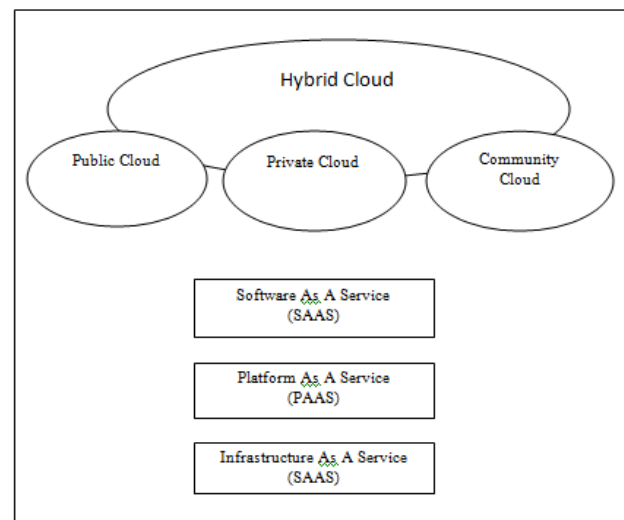 Hybrid Cloud
Public Cloud
Private Cloud
Community
Cloud
Software As A Service
(SAAS)
Platform As A Service
(PAAS)
Infrastructure As A Service
(SAAS)